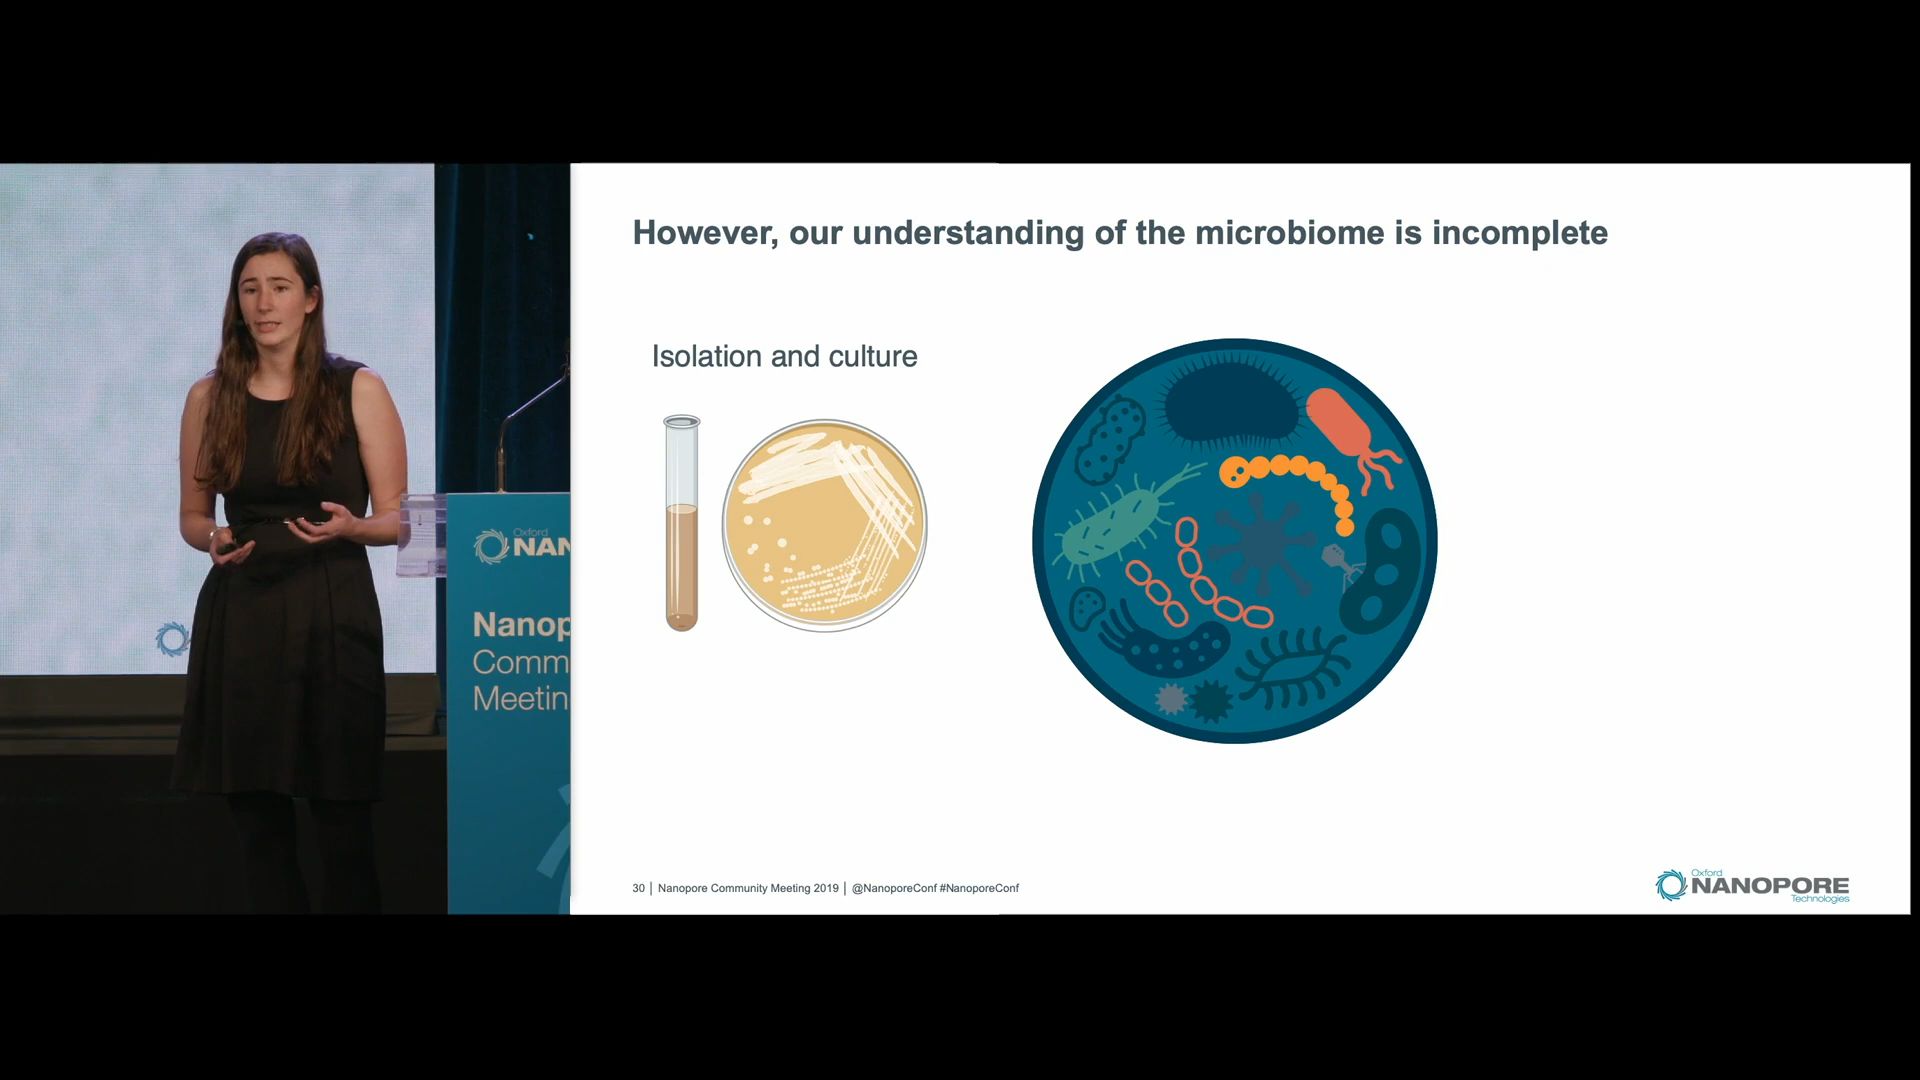 However, our understanding of the microbiome is incomplete
Isolation and culture
Oxford
NAN
Nanop
Comm
Meetin
30 | Nanopore Community Meeting 2019 | @NanoporeConf #NanoporeConf
Oxford
NANOPORE
Technologies